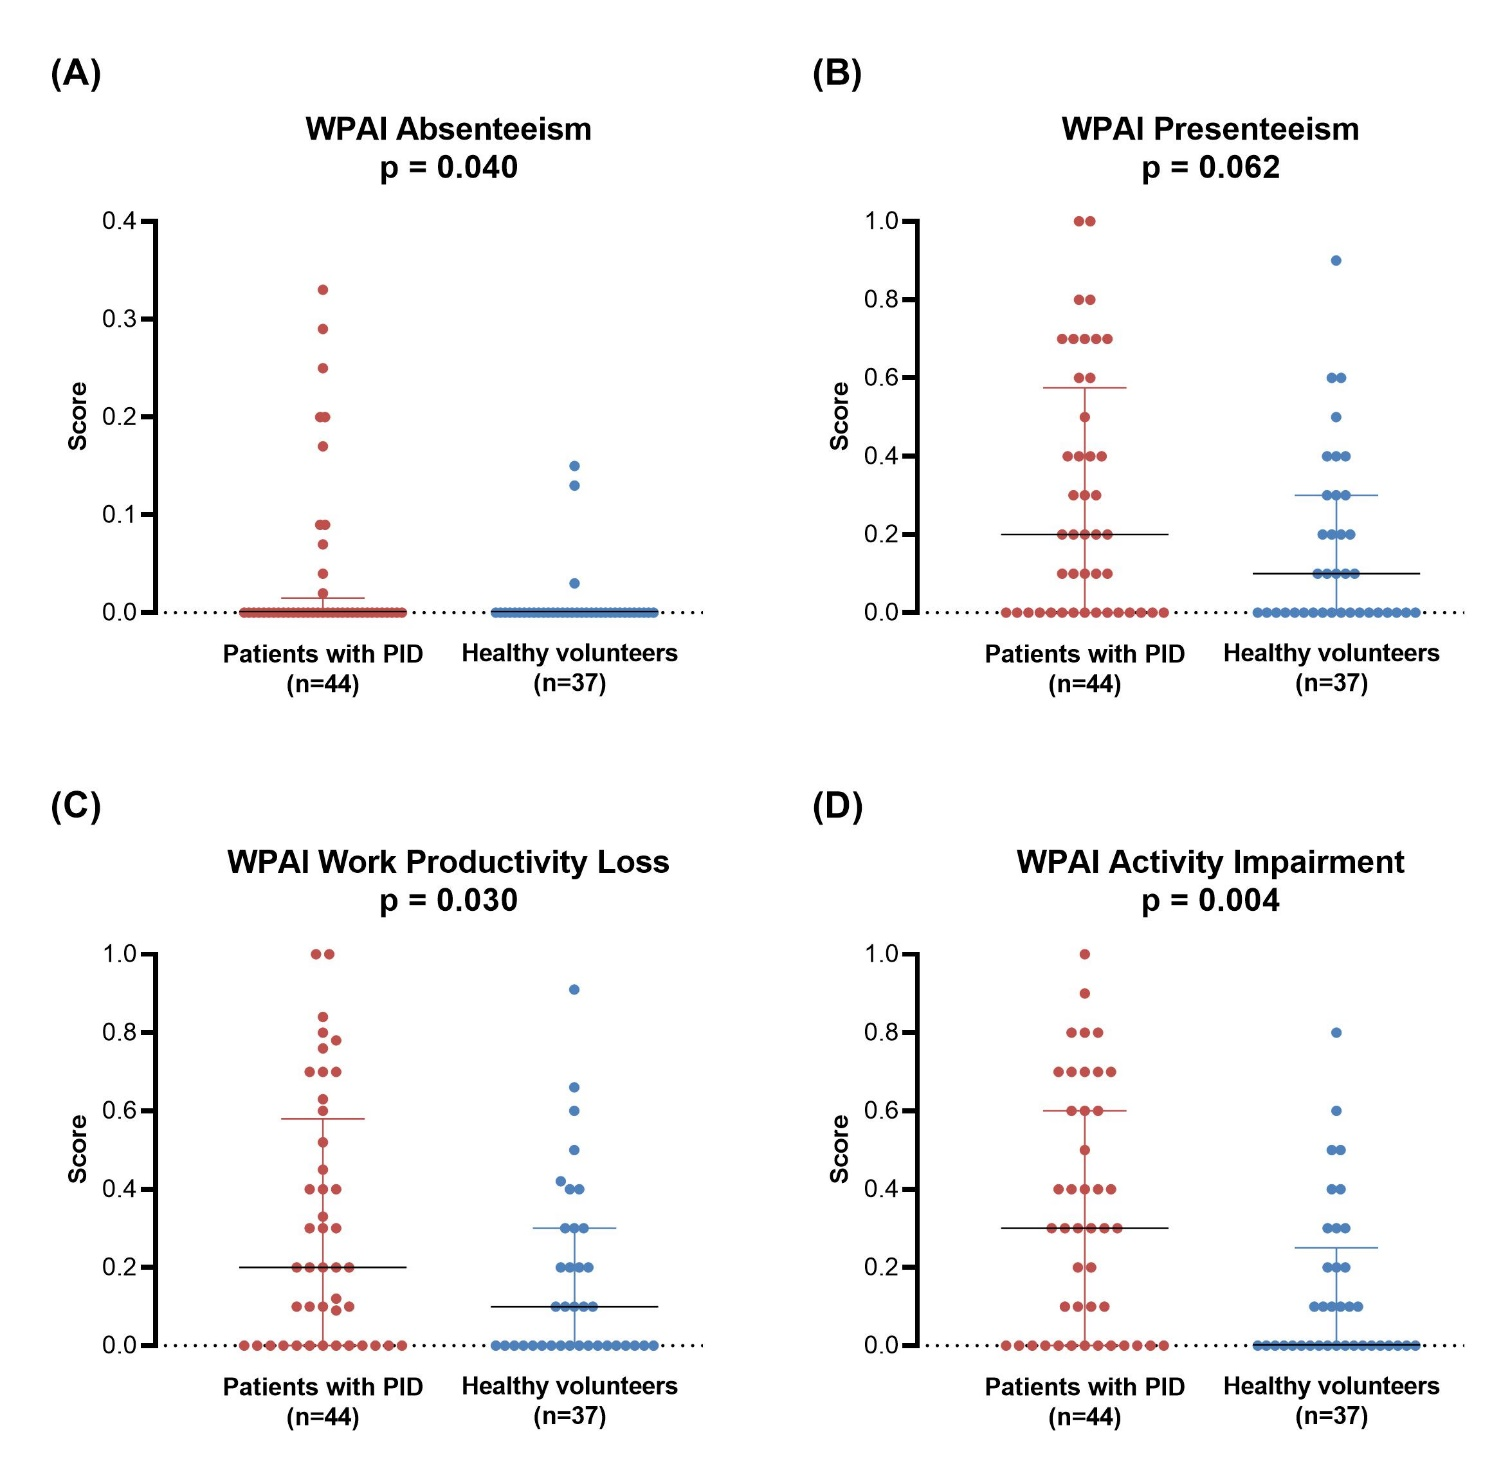 (A)
WPAI Absenteeism
p = 0.040
0.4
0.3
0.2
0.1
0.0
Score
Patients with PID
(n=44)
Healthy volunteers
(n=37)
(B)
WPAI Presenteeism
p = 0.062
1.0
0.8
0.6
0.4
0.2
0.0
Score
Patients with PID
(n=44)
Healthy volunteers
(n=37)
(C)
WPAI Work Productivity Loss
p = 0.030
1.0
0.8
0.6
0.4
0.2
0.0
Score
Patients with PID
(n=44)
Healthy volunteers
(n=37)
(D)
WPAI Activity Impairment
p = 0.004
1.0
0.8
0.6
0.4
0.2
0.0
Score
Patients with PID
(n=44)
Healthy volunteers
(n=37)